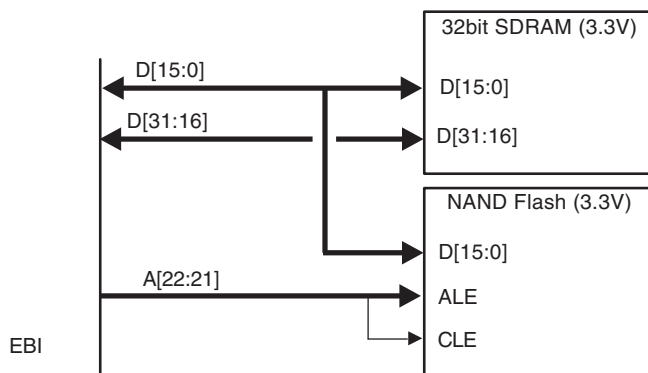 32bit SDRAM (3.3V)
D[15:0]
D[15:0]
D[31:16]
D[31:16]
NAND Flash (3.3V)
D[15:0]
A[22:21]
ALE
CLE
EBI